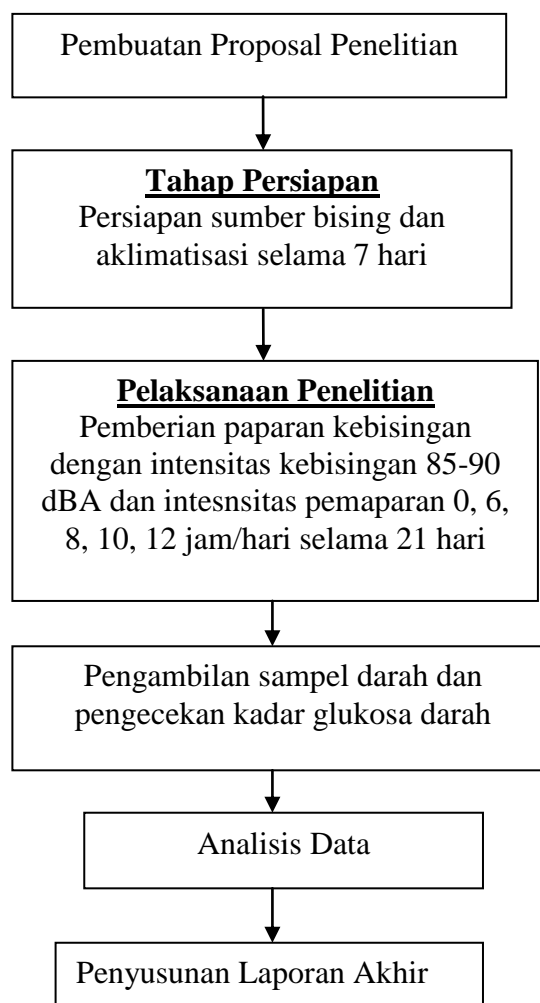 Pembuatan Proposal Penelitian
Tahap Persiapan
Persiapan sumber bising dan
aklimatisasi selama 7 hari
Pelaksanaan Penelitian
Pemberian paparan kebisingan
dengan intensitas kebisingan 85-90
dBA dan intesnsitas pemaparan 0, 6,
8, 10, 12 jam/hari selama 21 hari
Pengambilan sampel darah dan
pengecekan kadar glukosa darah
Analisis Data
Penyusunan Laporan Akhir